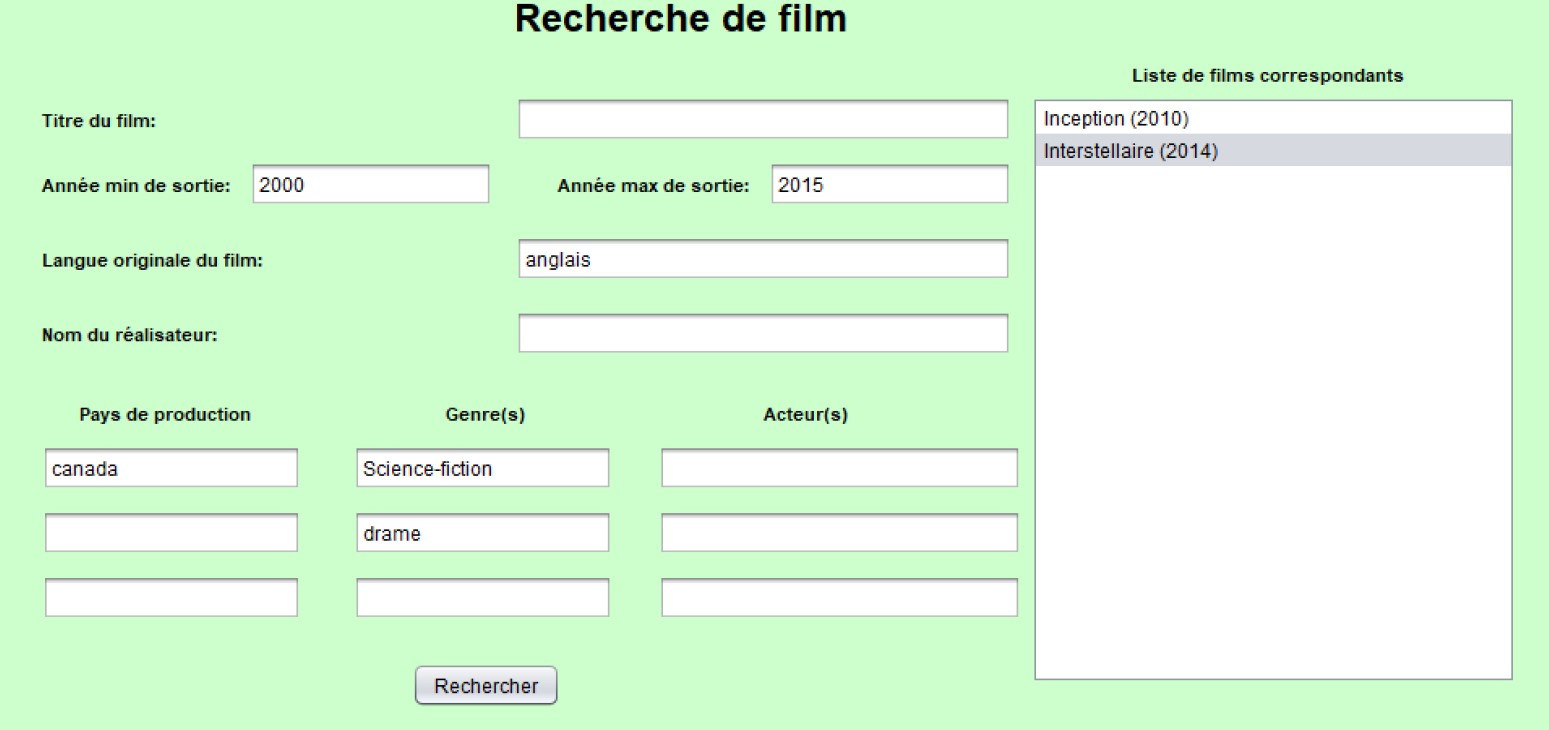 Recherche de film
Liste de films correspondants
Titre du film:
Inception (2010)
Interstellaire (2014)
Année min de sortie: 2000 Année max de sortie: 2015
Langue originale du film: anglais
Nom du réalisateur:
Pays de production Genre(s) Acteur(s)
canada Science-fiction
drame
Rechercher